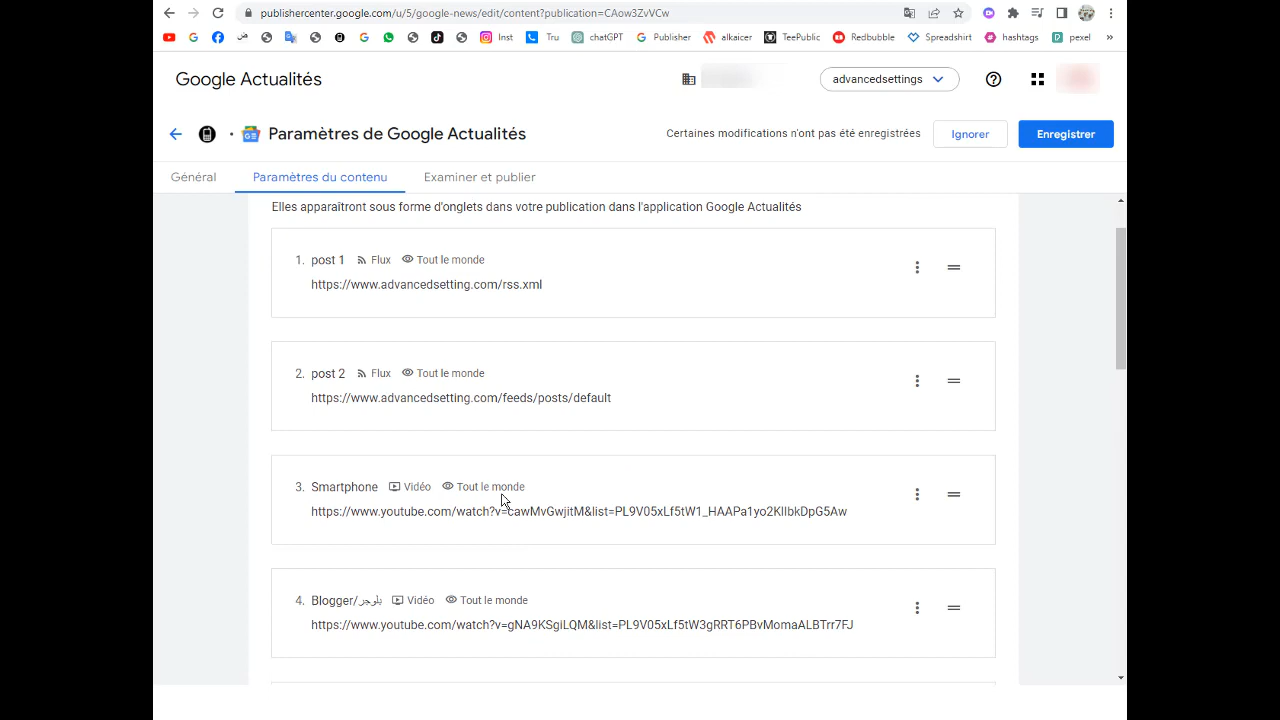 publishercenter.google.com/u/5/google-news/edit/content?publication=CAow3ZvVCw
Inst Tru chatGPT Publisher alkaicer TeePublic Redbubble Spreadshirt hashtags pexel »
Google Actualités
advancedsettings
Paramètres de Google Actualités
Certaines modifications n'ont pas été enregistrées
Ignorer
Enregistrer
Général
Paramètres du contenu
Examiner et publier
Elles apparaîtront sous forme d'onglets dans votre publication dans l'application Google Actualités
1. post 1 Flux Tout le monde
https://www.advancedsetting.com/rss.xml
2. post 2 Flux Tout le monde
https://www.advancedsetting.com/feeds/posts/default
3. Smartphone Vidéo Tout le monde
https://www.youtube.com/watch?v=cawMvGwjitM&list=PL9V05xLf5tW1_HAAPa1yo2KIIbkDpG5Aw
4. Blogger/بلوجر Vidéo Tout le monde
https://www.youtube.com/watch?v=gNA9KSgiLQM&list=PL9V05xLf5tW3gRRT6PBvMomaALBTrr7FJ